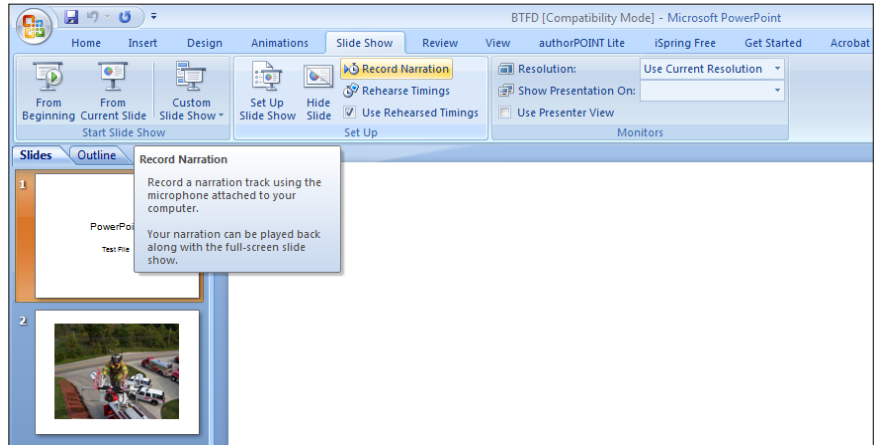 BTFD [Compatibility Mode] - Microsoft PowerPoint
Home Insert Design Animations Slide Show Review View authorPOINT Lite iSpring Free Get Started Acrobat
From Beginning
From Current Slide
Custom Slide Show
Start Slide Show
Set Up Slide Show
Hide Slide
Record Narration
Rehearse Timings
Use Rehearsed Timings
Set Up
Resolution: Use Current Resolution
Show Presentation On:
Use Presenter View
Monitors
Slides Outline
Record Narration
Record a narration track using the
microphone attached to your
computer.
Your narration can be played back
along with the full-screen slide
show.
1
PowerPoi
Test File
2